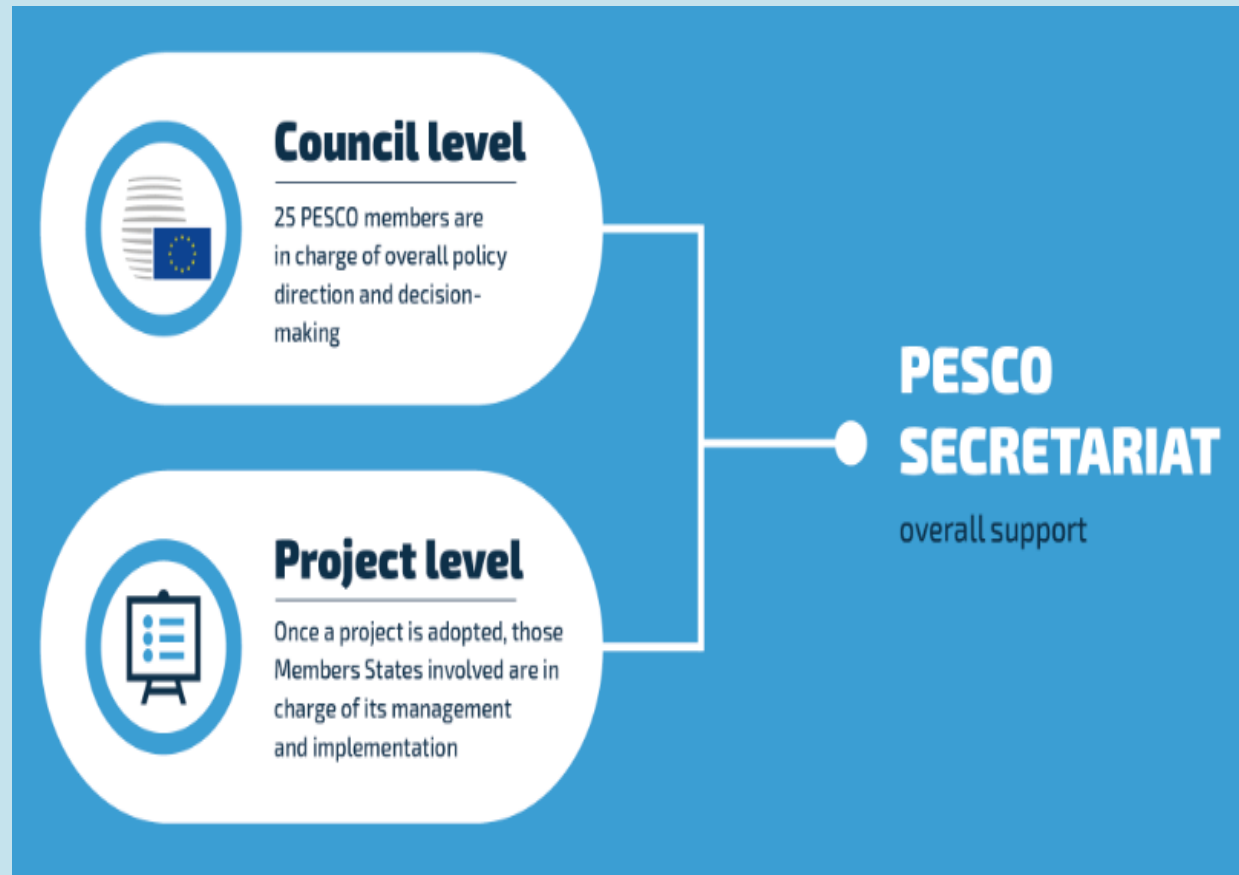 Council level
25 PESCO members are
in charge of overall policy
direction and decision-
making
Project level
Once a project is adopted, those
Members States involved are in
charge of its management
and implementation
PESCO
SECRETARIAT
overall support